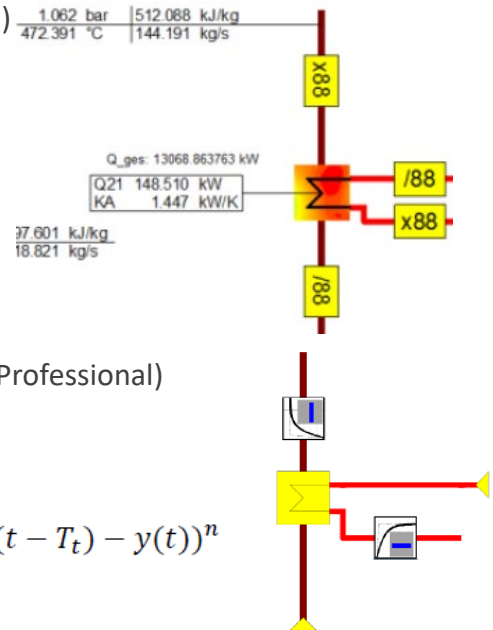 )
1.062 bar 512.088 kJ/kg
472.391 °C 144.191 kg/s
x88
Q_ges: 13068.863763 kW
Q21 148.510 kW
KA 1.447 kW/K
/88
x88
97.601 kJ/kg
18.821 kg/s
/88
Professional)
(t − Tₜ) − y(t))ⁿ